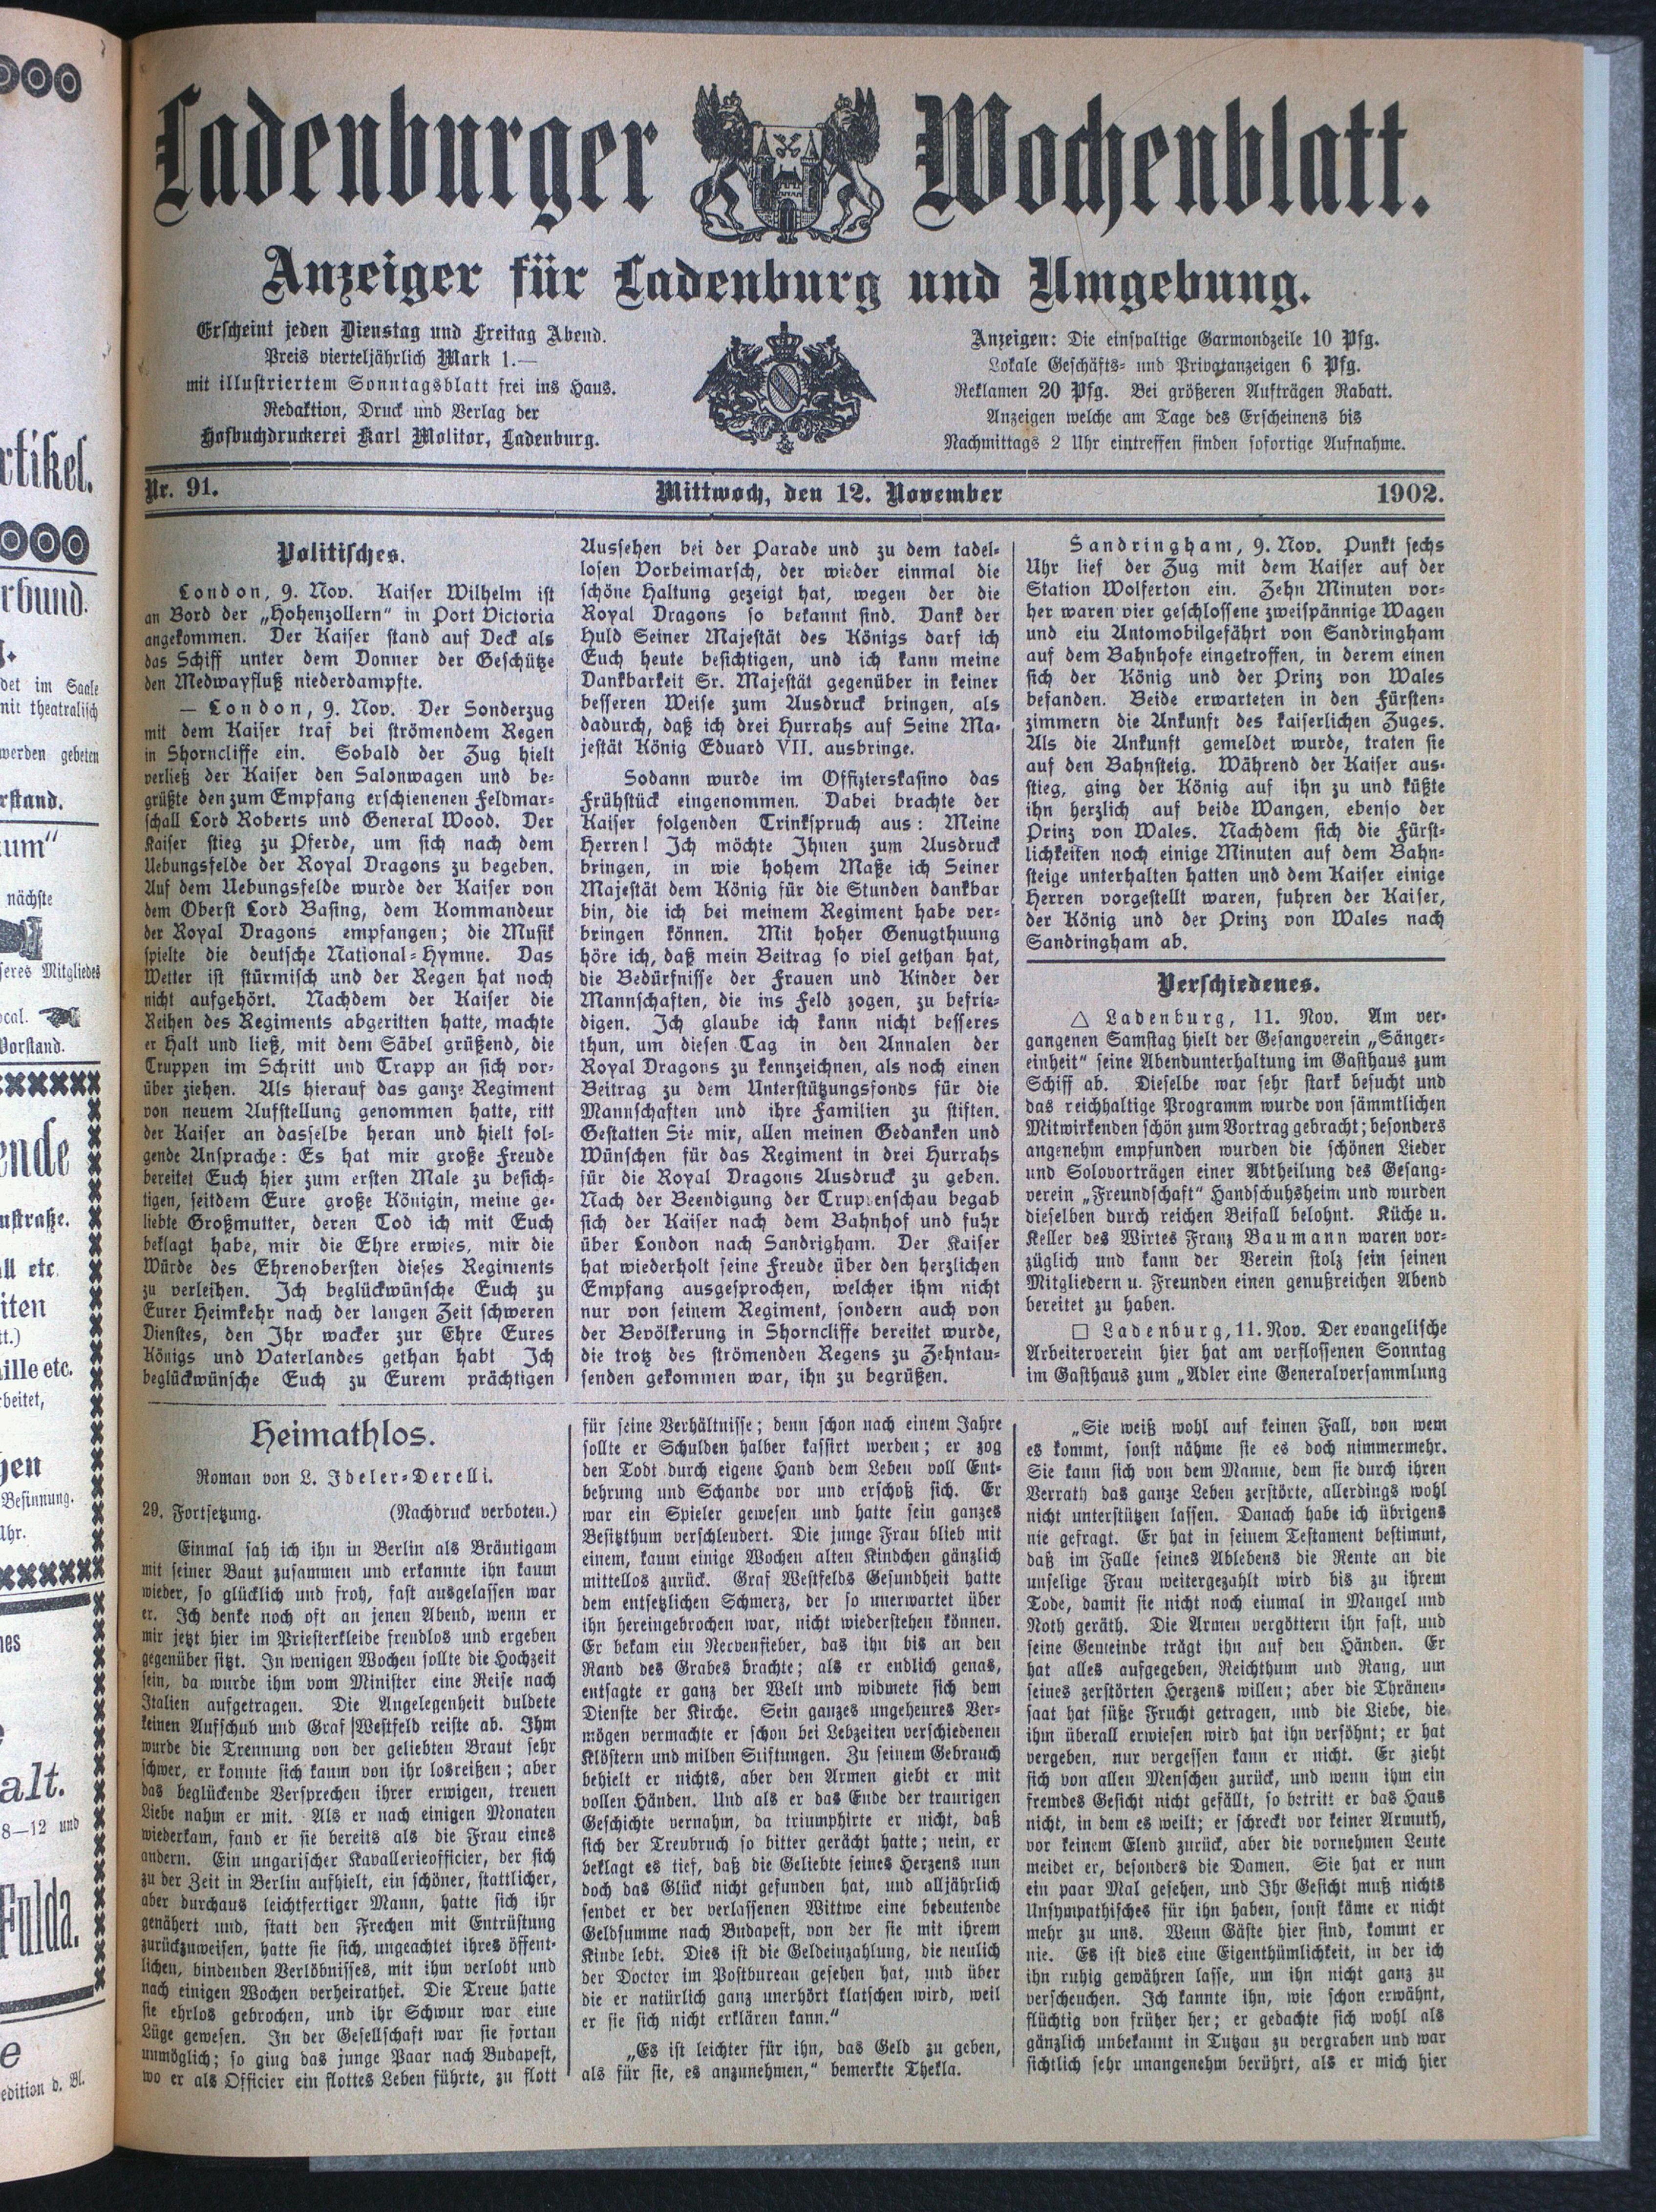 Ladenburger Wochenblatt.
Anzeiger für Ladenburg und Umgebung.
Erscheint jeden Dienstag und Freitag Abend.
Preis vierteljährlich Mark 1.—
mit illustriertem Sonntagsblatt frei ins Haus.
Redaktion, Druck und Verlag der
Hofbuchdruckerei Karl Molitor, Ladenburg.
Anzeigen: Die einspaltige Garmondzeile 10 Pfg.
Lokale Geschäfts- und Privatanzeigen 6 Pfg.
Reklamen 20 Pfg. Bei größeren Aufträgen Rabatt.
Anzeigen welche am Tage des Erscheinens bis
Nachmittags 2 Uhr eintreffen finden sofortige Aufnahme.
Nr. 91. Mittwoch, den 12. November 1902.
Politisches.
London, 9. Nov. Kaiser Wilhelm ist
an Bord der „Hohenzollern“ in Port Victoria
angekommen. Der Kaiser stand auf Deck als
das Schiff unter dem Donner der Geschütze
den Medwayfluß niederdampfte.
— London, 9. Nov. Der Sonderzug
mit dem Kaiser traf bei strömendem Regen
in Shorncliffe ein. Sobald der Zug hielt
verließ der Kaiser den Salonwagen und be-
grüßte den zum Empfang erschienenen Feldmar-
schall Lord Roberts und General Wood. Der
Kaiser stieg zu Pferde, um sich nach dem
Uebungsfelde der Royal Dragons zu begeben.
Auf dem Uebungsfelde wurde der Kaiser von
dem Oberst Lord Basing, dem Kommandeur
der Royal Dragons empfangen; die Musik
spielte die deutsche National-Hymne. Das
Wetter ist stürmisch und der Regen hat noch
nicht aufgehört. Nachdem der Kaiser die
Reihen des Regiments abgeritten hatte, machte
er Halt und ließ, mit dem Säbel grüßend, die
Truppen im Schritt und Trapp an sich vor-
über ziehen. Als hierauf das ganze Regiment
von neuem Aufstellung genommen hatte, ritt
der Kaiser an dasselbe heran und hielt fol-
gende Ansprache: Es hat mir große Freude
bereitet Euch hier zum ersten Male zu besich-
tigen, seitdem Eure große Königin, meine ge-
liebte Großmutter, deren Tod ich mit Euch
beklagt habe, mir die Ehre erwies, mir die
Würde des Ehrenobersten dieses Regiments
zu verleihen. Ich beglückwünsche Euch zu
Eurer Heimkehr nach der langen Zeit schweren
Dienstes, den Ihr wacker zur Ehre Eures
Königs und Vaterlandes gethan habt Ich
beglückwünsche Euch zu Eurem prächtigen
Aussehen bei der Parade und zu dem tadel-
losen Vorbeimarsch, der wieder einmal die
schöne Haltung gezeigt hat, wegen der die
Royal Dragons so bekannt sind. Dank der
Huld Seiner Majestät des Königs darf ich
Euch heute besichtigen, und ich kann meine
Dankbarkeit Sr. Majestät gegenüber in keiner
besseren Weise zum Ausdruck bringen, als
dadurch, daß ich drei Hurrahs auf Seine Ma-
jestät König Eduard VII. ausbringe.
Sodann wurde im Offizierskasino das
Frühstück eingenommen. Dabei brachte der
Kaiser folgenden Trinkspruch aus: Meine
Herren! Ich möchte Ihnen zum Ausdruck
bringen, in wie hohem Maße ich Seiner
Majestät dem König für die Stunden dankbar
bin, die ich bei meinem Regiment habe ver-
bringen können. Mit hoher Genugthuung
höre ich, daß mein Beitrag so viel gethan hat,
die Bedürfnisse der Frauen und Kinder der
Mannschaften, die ins Feld zogen, zu befrie-
digen. Ich glaube ich kann nicht besseres
thun, um diesen Tag in den Annalen der
Royal Dragons zu kennzeichnen, als noch einen
Beitrag zu dem Unterstützungsfonds für die
Mannschaften und ihre Familien zu stiften.
Gestatten Sie mir, allen meinen Gedanken und
Wünschen für das Regiment in drei Hurrahs
für die Royal Dragons Ausdruck zu geben.
Nach der Beendigung der Truppenschau begab
sich der Kaiser nach dem Bahnhof und fuhr
über London nach Sandrigham. Der Kaiser
hat wiederholt seine Freude über den herzlichen
Empfang ausgesprochen, welcher ihm nicht
nur von seinem Regiment, sondern auch von
der Bevölkerung in Shorncliffe bereitet wurde,
die trotz des strömenden Regens zu Zehntau-
senden gekommen war, ihn zu begrüßen.
Sandringham, 9. Nov. Punkt sechs
Uhr lief der Zug mit dem Kaiser auf der
Station Wolferton ein. Zehn Minuten vor-
her waren vier geschlossene zweispännige Wagen
und eiu Antomobilgefährt von Sandringham
auf dem Bahnhofe eingetroffen, in derem einen
sich der König und der Prinz von Wales
befanden. Beide erwarteten in den Fürsten-
zimmern die Ankunft des kaiserlichen Zuges.
Als die Ankunft gemeldet wurde, traten sie
auf den Bahnsteig. Während der Kaiser aus-
stieg, ging der König auf ihn zu und küßte
ihn herzlich auf beide Wangen, ebenso der
Prinz von Wales. Nachdem sich die Fürst-
lichkeiten noch einige Minuten auf dem Bahn-
steige unterhalten hatten und dem Kaiser einige
Herren vorgestellt waren, fuhren der Kaiser,
der König und der Prinz von Wales nach
Sandringham ab.
Verschiedenes.
△ Ladenburg, 11. Nov. Am ver-
gangenen Samstag hielt der Gesangverein „Sänger-
einheit“ seine Abendunterhaltung im Gasthaus zum
Schiff ab. Dieselbe war sehr stark besucht und
das reichhaltige Programm wurde von sämmtlichen
Mitwirkenden schön zum Vortrag gebracht; besonders
angenehm empfunden wurden die schönen Lieder
und Solovorträgen einer Abtheilung des Gesang-
verein „Freundschaft“ Handschuhsheim und wurden
dieselben durch reichen Beifall belohnt. Küche u.
Keller des Wirtes Franz Baumann waren vor-
züglich und kann der Verein stolz sein seinen
Mitgliedern u. Freunden einen genußreichen Abend
bereitet zu haben.
□ Ladenburg, 11. Nov. Der evangelische
Arbeiterverein hier hat am verflossenen Sonntag
im Gasthaus zum „Adler eine Generalversammlung
Heimathlos.
Roman von L. Ideler-Derelli.
29. Fortsetzung. (Nachdruck verboten.)
Einmal sah ich ihn in Berlin als Bräutigam
mit seiner Baut zusammen und erkannte ihn kaum
wieder, so glücklich und froh, fast ausgelassen war
er. Ich denke noch oft an jenen Abend, wenn er
mir jetzt hier im Priesterkleide freudlos und ergeben
gegenüber sitzt. In wenigen Wochen sollte die Hochzeit
sein, da wurde ihm vom Minister eine Reise nach
Italien aufgetragen. Die Angelegenheit duldete
keinen Aufschub und Graf Westfeld reiste ab. Ihm
wurde die Trennung von der geliebten Braut sehr
schwer, er konnte sich kaum von ihr losreißen; aber
das beglückende Versprechen ihrer erwigen, treuen
Liebe nahm er mit. Als er nach einigen Monaten
wiederkam, fand er sie bereits als die Frau eines
andern. Ein ungarischer Kavallerieofficier, der sich
zu der Zeit in Berlin aufhielt, ein schöner, stattlicher,
aber durchaus leichtfertiger Mann, hatte sich ihr
genähert und, statt den Frechen mit Entrüstung
zurückzuweisen, hatte sie sich, ungeachtet ihres öffent-
lichen, bindenden Verlöbnisses, mit ihm verlobt und
nach einigen Wochen verheirathet. Die Treue hatte
sie ehrlos gebrochen, und ihr Schwur war eine
Lüge gewesen. In der Gesellschaft war sie fortan
unmöglich; so ging das junge Paar nach Budapest,
wo er als Officier ein flottes Leben führte, zu flott
für seine Verhältnisse; denn schon nach einem Jahre
sollte er Schulden halber kassirt werden; er zog
den Todt durch eigene Hand dem Leben voll Ent-
behrung und Schande vor und erschoß sich. Er
war ein Spieler gewesen und hatte sein ganzes
Besitzthum verschleudert. Die junge Frau blieb mit
einem, kaum einige Wochen alten Kindchen gänzlich
mittellos zurück. Graf Westfelds Gesundheit hatte
dem entsetzlichen Schmerz, der so unerwartet über
ihn hereingebrochen war, nicht wiederstehen können.
Er bekam ein Nervenfieber, das ihn bis an den
Rand des Grabes brachte; als er endlich genas,
entsagte er ganz der Welt und widmete sich dem
Dienste der Kirche. Sein ganzes ungeheures Ver-
mögen vermachte er schon bei Lebzeiten verschiedenen
Klöstern und milden Stiftungen. Zu seinem Gebrauch
behielt er nichts, aber den Armen giebt er mit
vollen Händen. Und als er das Ende der traurigen
Geschichte vernahm, da triumphirte er nicht, daß
sich der Treubruch so bitter gerächt hatte; nein, er
beklagt es tief, daß die Geliebte seines Herzens nun
doch das Glück nicht gefunden hat, und alljährlich
sendet er der verlassenen Wittwe eine bedeutende
Geldsumme nach Budapest, von der sie mit ihrem
Kinde lebt. Dies ist die Geldeinzahlung, die neulich
der Doctor im Postbureau gesehen hat, und über
die er natürlich ganz unerhört klatschen wird, weil
er sie sich nicht erklären kann.“
„Es ist leichter für ihn, das Geld zu geben,
als für sie, es anzunehmen,“ bemerkte Thekla.
„Sie weiß wohl auf keinen Fall, von wem
es kommt, sonst nähme sie es doch nimmermehr.
Sie kann sich von dem Manne, dem sie durch ihren
Verrath das ganze Leben zerstörte, allerdings wohl
nicht unterstützen lassen. Danach habe ich übrigens
nie gefragt. Er hat in seinem Testament bestimmt,
daß im Falle seines Ablebens die Rente an die
unselige Frau weitergezahlt wird bis zu ihrem
Tode, damit sie nicht noch einmal in Mangel und
Noth geräth. Die Armen vergöttern ihn fast, und
seine Gemeinde trägt ihn auf den Händen. Er
hat alles aufgegeben, Reichthum und Rang, um
seines zerstörten Herzens willen; aber die Thränen-
saat hat süße Frucht getragen, und die Liebe, die
ihm überall erwiesen wird hat ihn versöhnt; er hat
vergeben, nur vergessen kann er nicht. Er zieht
sich von allen Menschen zurück, und wenn ihm ein
fremdes Gesicht nicht gefällt, so betritt er das Haus
nicht, in dem es weilt; er schreckt vor keiner Armuth,
vor keinem Elend zurück, aber die vornehmen Leute
meidet er, besonders die Damen. Sie hat er nun
ein paar Mal gesehen, und Ihr Gesicht muß nichts
Unsympathisches für ihn haben, sonst käme er nicht
mehr zu uns. Wenn Gäste hier sind, kommt er
nie. Es ist dies eine Eigenthümlichkeit, in der ich
ihn ruhig gewähren lasse, um ihn nicht ganz zu
verscheuchen. Ich kannte ihn, wie schon erwähnt,
flüchtig von früher her; er gedachte sich wohl als
gänzlich unbekannt in Tutzau zu vergraben und war
sichtlich sehr unangenehm berührt, als er mich hier